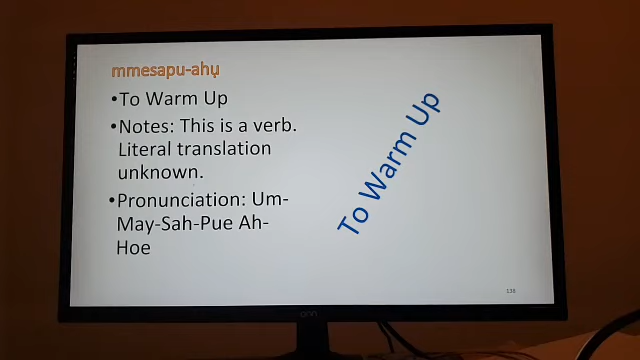 mmesapu-ahụ
•To Warm Up
•Notes: This is a verb.
Literal translation
unknown.
•Pronunciation: Um-
May-Sah-Pue Ah-
Hoe
To Warm Up
138
onn